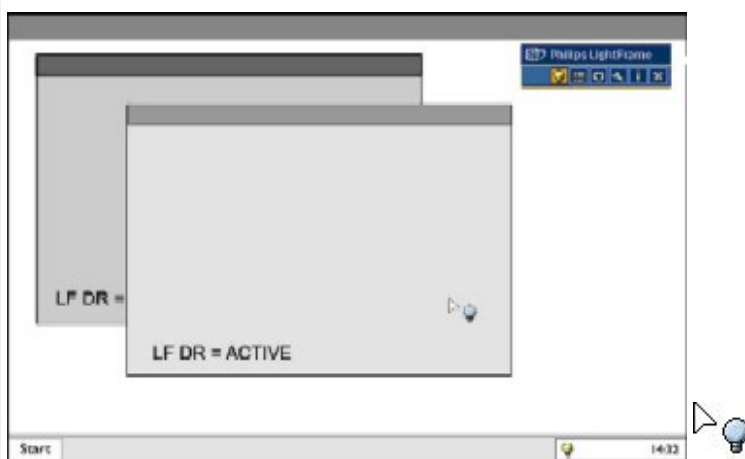 Philips LightFrame
LF DR =
LF DR = ACTIVE
Start
14:32